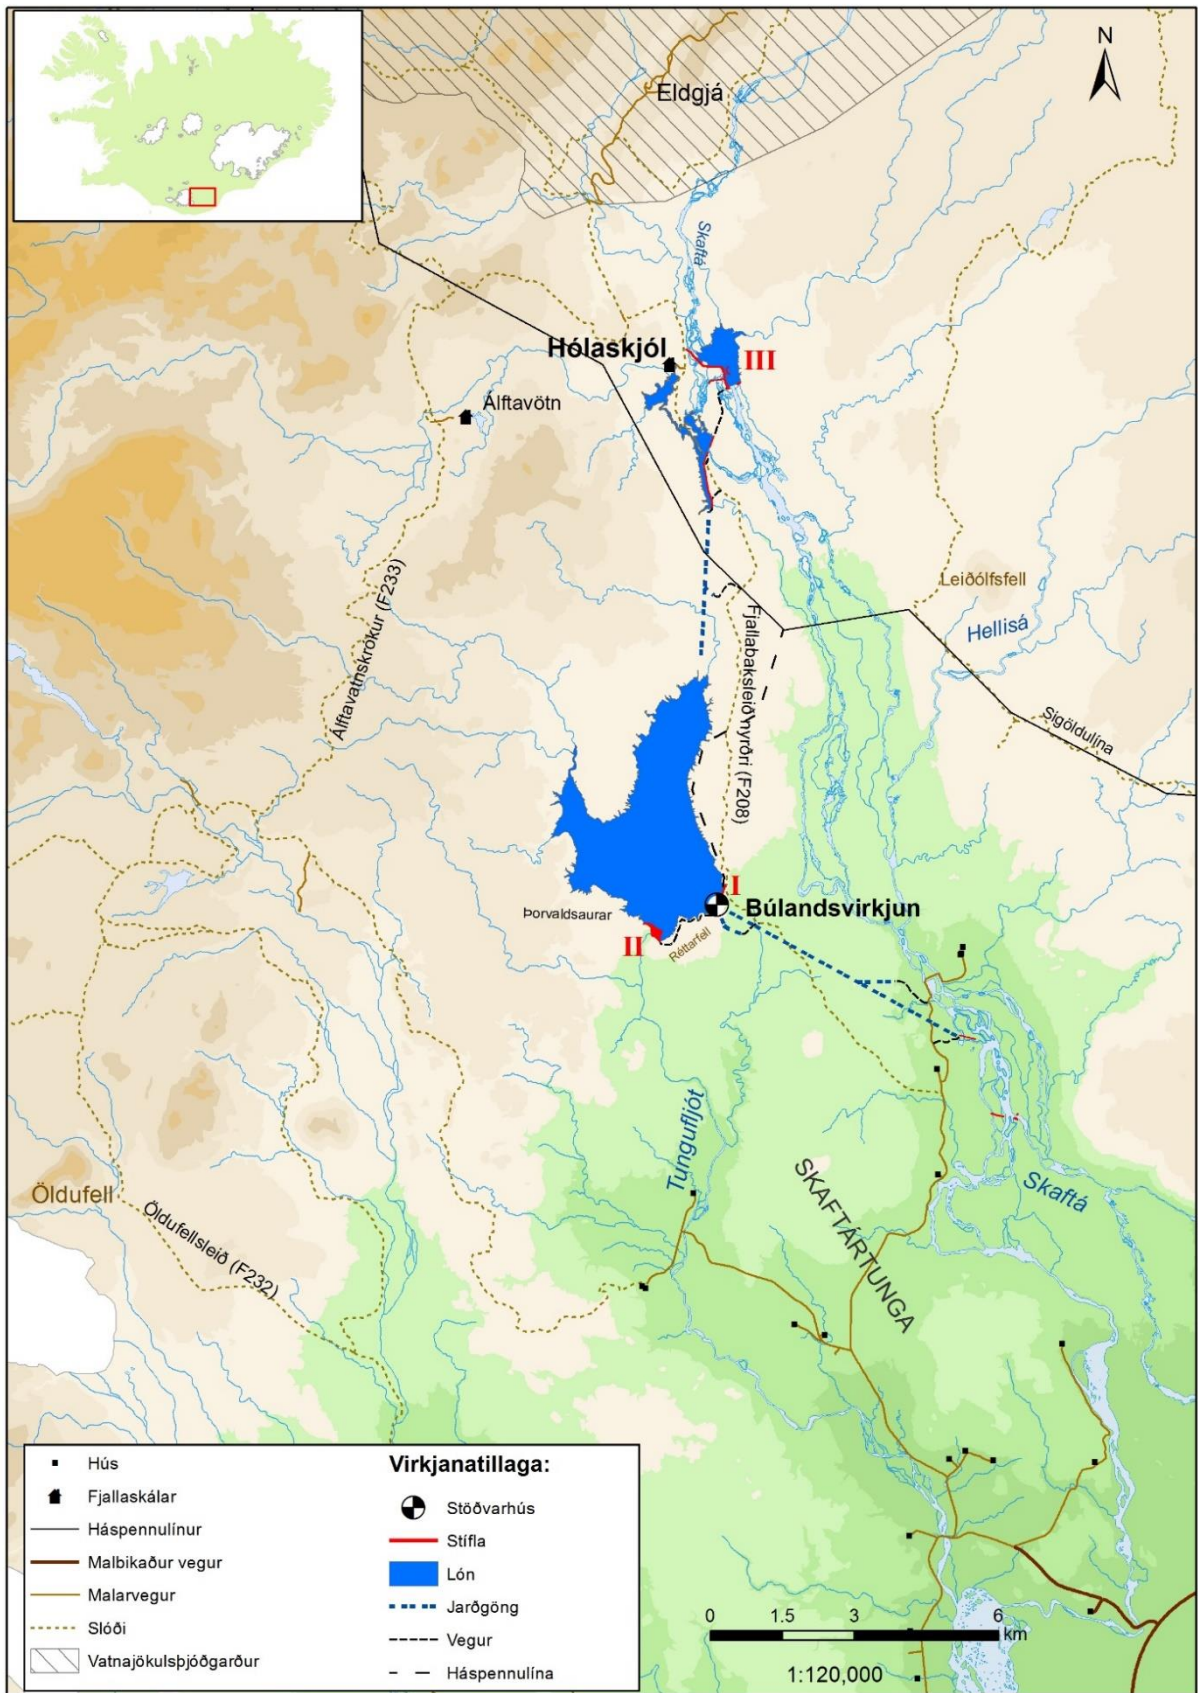 N
Eldgjá
Skaftá
Hólaskjól
III
Álftavötn
Leiðólfsfell
Hellisá
Álftavatnskrókur (F233)
Fjallabaksleið nyrðri (F208)
Sigöldulína
I
Búlandsvirkjun
Þorvaldsaurar
II
Réttarfell
Tungufljót
SKAFTÁRTUNGA
Skaftá
Öldufell
Öldufellsleið (F232)
Hús
Fjallaskálar
Háspennulínur
Malbikaður vegur
Malarvegur
Slóði
Vatnajökulsþjóðgarður
Virkjanatillaga:
Stöðvarhús
Stífla
Lón
Jarðgöng
Vegur
Háspennulína
0 1.5 3 6
km
1:120,000